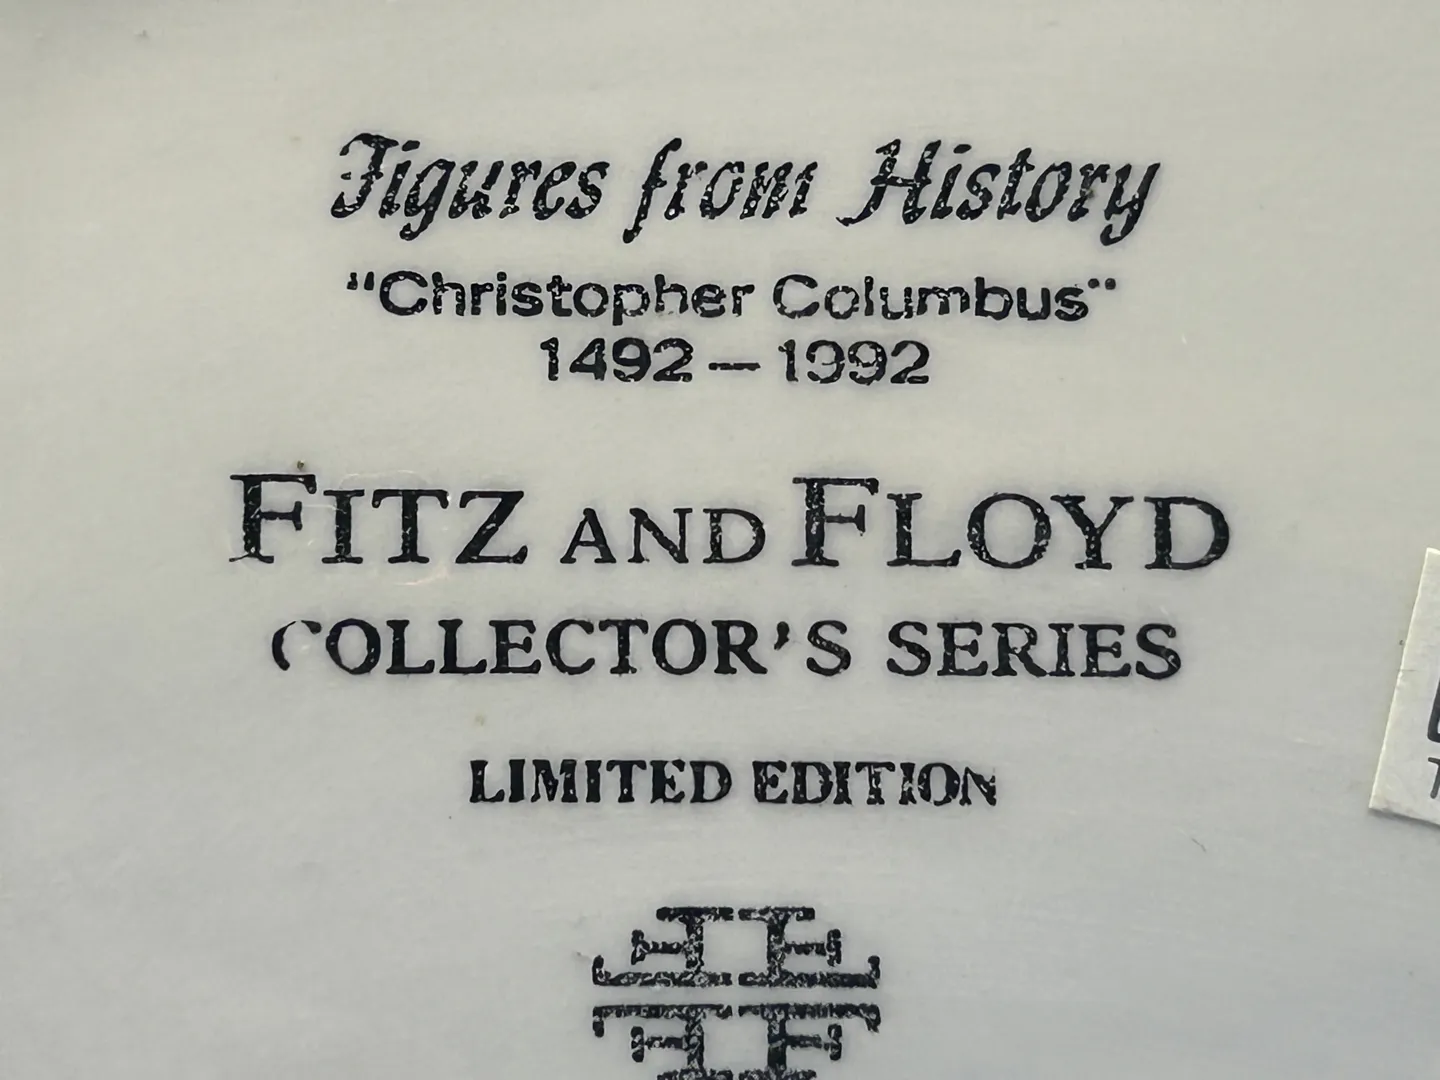 Figures from History
"Christopher Columbus"
1492 — 1992
FITZ AND FLOYD
COLLECTOR'S SERIES
LIMITED EDITION